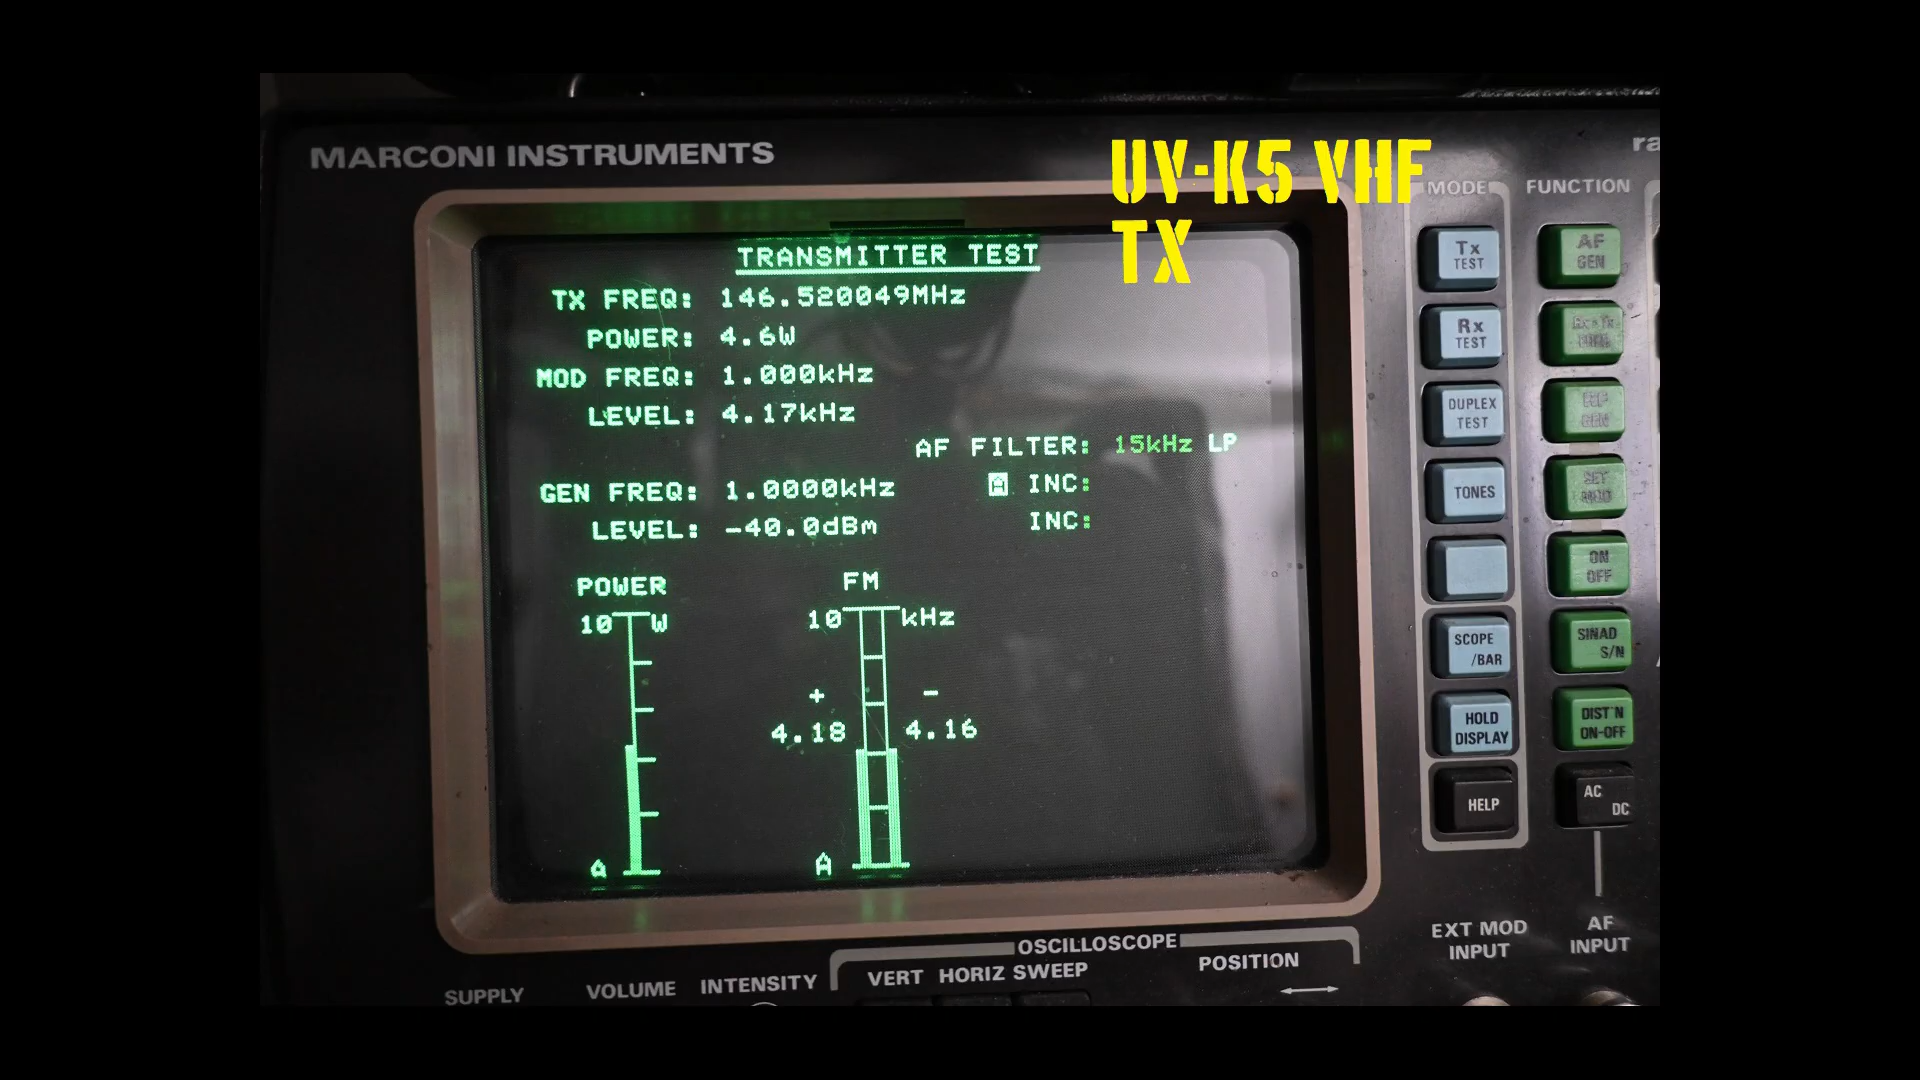 MARCONI INSTRUMENTS
UV-K5 VHF
TX
MODE
FUNCTION
TRANSMITTER TEST
TX FREQ: 146.520049MHz
POWER: 4.6W
MOD FREQ: 1.000kHz
LEVEL: 4.17kHz
AF FILTER: 15kHz LP
GEN FREQ: 1.0000kHz
A INC:
LEVEL: -40.0dBm
INC:
POWER
FM
10 W
10 kHz
+ -
4.18 4.16
A
Tx
TEST
Rx
TEST
DUPLEX
TEST
TONES
SCOPE
/BAR
HOLD
DISPLAY
HELP
AF
GEN
ON
OFF
SINAD
S/N
DIST'N
ON-OFF
AC
DC
EXT MOD
INPUT
AF
INPUT
OSCILLOSCOPE
SUPPLY
VOLUME
INTENSITY
VERT
HORIZ
SWEEP
POSITION